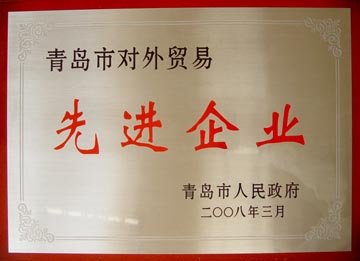 青岛市对外贸易
先进企业
青岛市人民政府
二〇〇八年三月